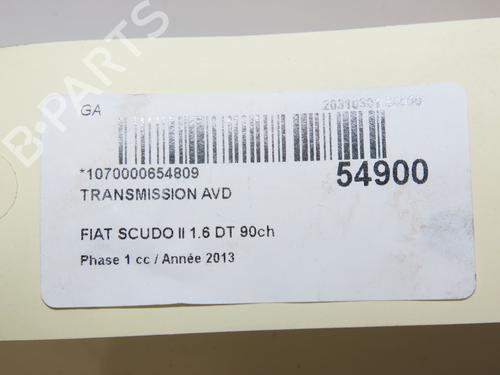 B-PARTS
GA
*1070000654809
54900
TRANSMISSION AVD
FIAT SCUDO II 1.6 DT 90ch
Phase 1 cc / Année 2013